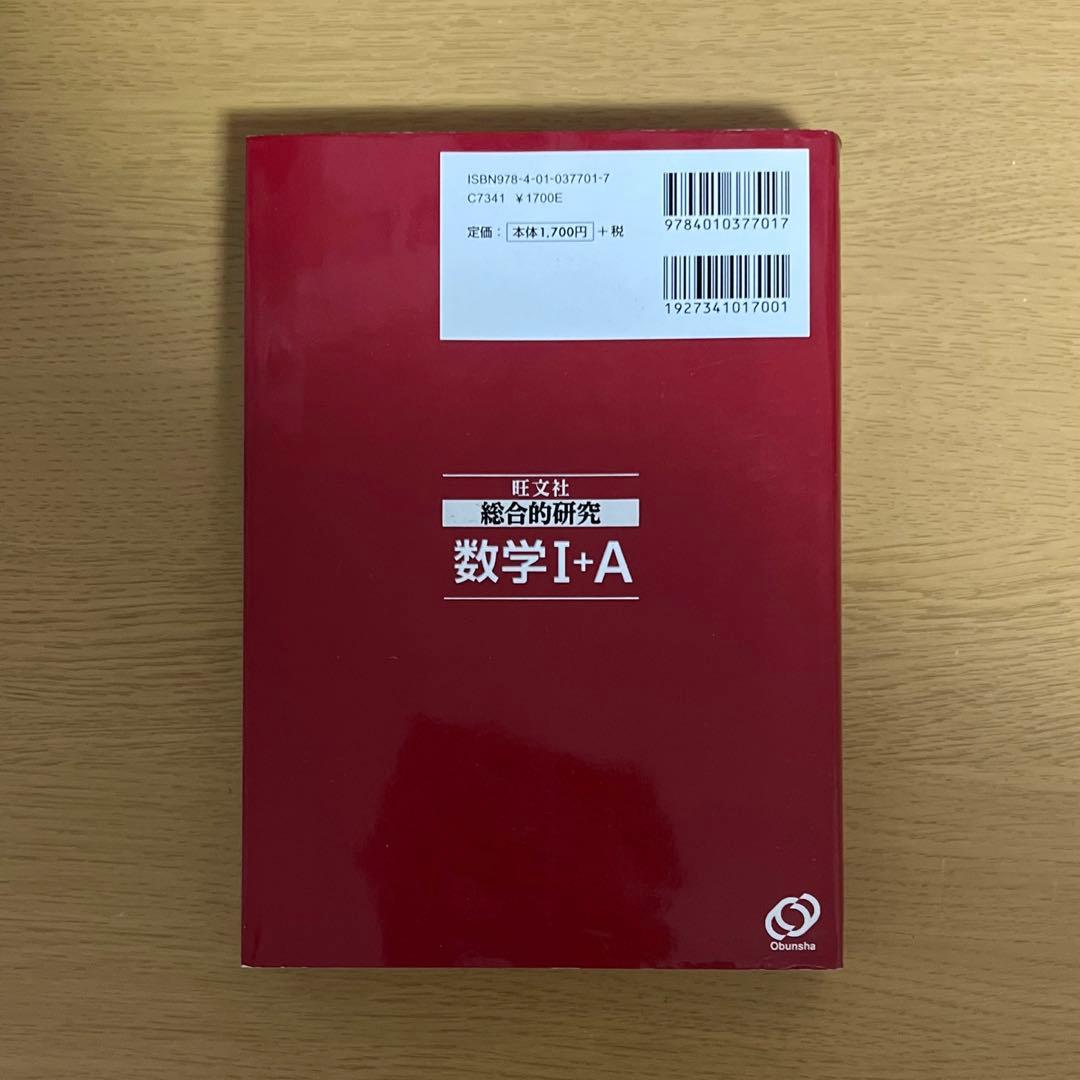 ISBN978-4-01-037701-7
C7341 ¥1700E
定価: 本体1,700円 +税
9784010377017
1927341017001
旺文社
総合的研究
数学I+A
Obunsha